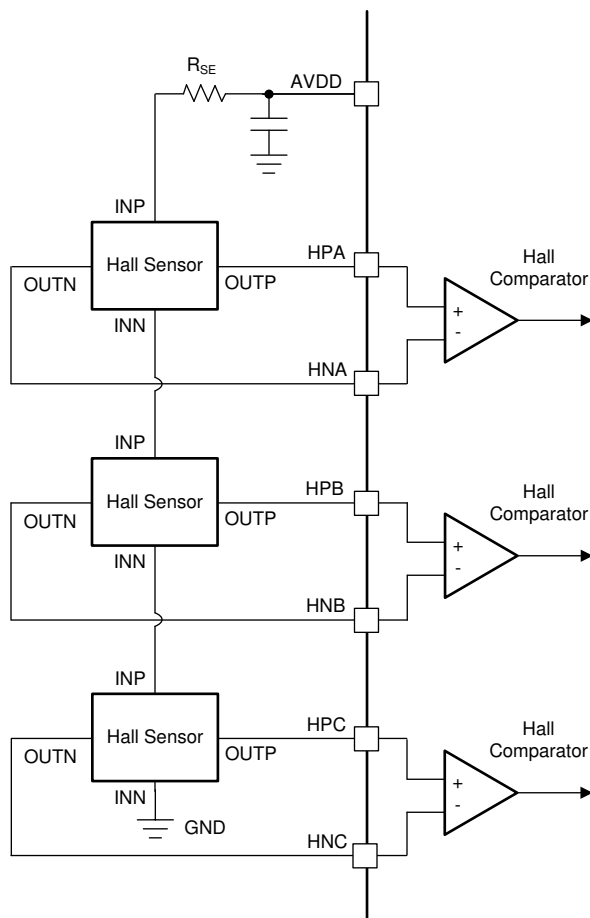 RSE
AVDD
INP
Hall Sensor
OUTN
OUTP
INN
HPA
HNA
Hall
Comparator
+
-
INP
Hall Sensor
OUTN
OUTP
INN
HPB
HNB
Hall
Comparator
+
-
INP
Hall Sensor
OUTN
OUTP
INN
GND
HPC
HNC
Hall
Comparator
+
-